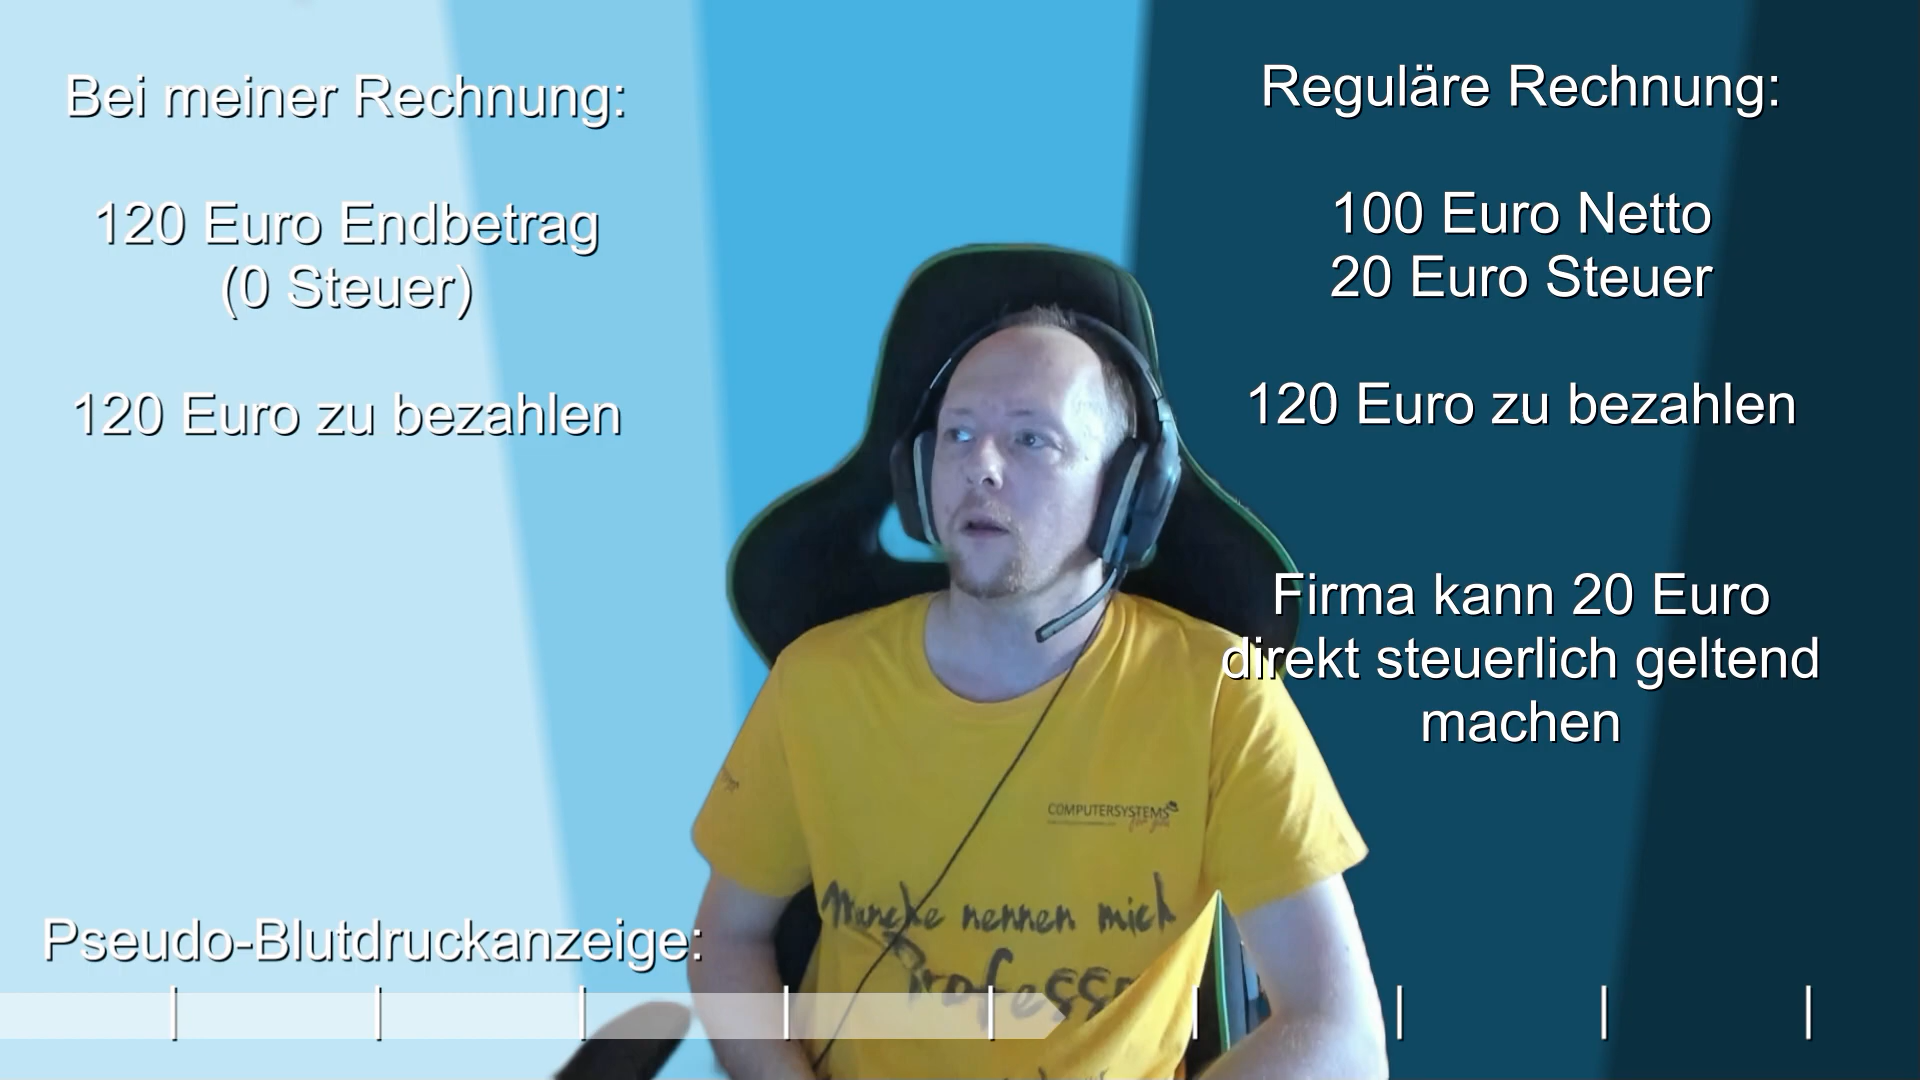 Bei meiner Rechnung:
120 Euro Endbetrag
(0 Steuer)
120 Euro zu bezahlen
Reguläre Rechnung:
100 Euro Netto
20 Euro Steuer
120 Euro zu bezahlen
Firma kann 20 Euro
direkt steuerlich geltend
machen
COMPUTERSYSTEMS
for you
Manche nennen mich
Pseudo-Blutdruckanzeige: